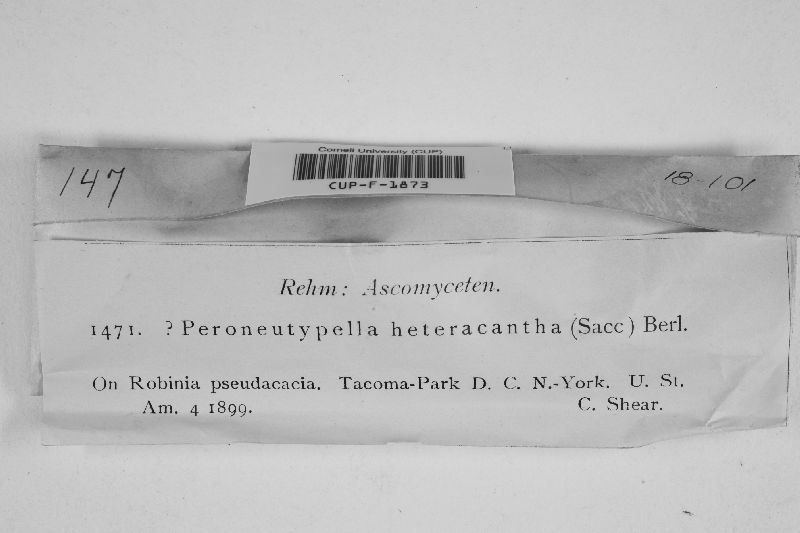 Cornell University (CUP)
CUP-F-1873
147
18-101
Rehm: Ascomyceten.
1471. ? Peroneutypella heteracantha (Sacc) Berl.
On Robinia pseudacacia. Tacoma-Park D. C. N.-York. U. St.
Am. 4 1899. C. Shear.